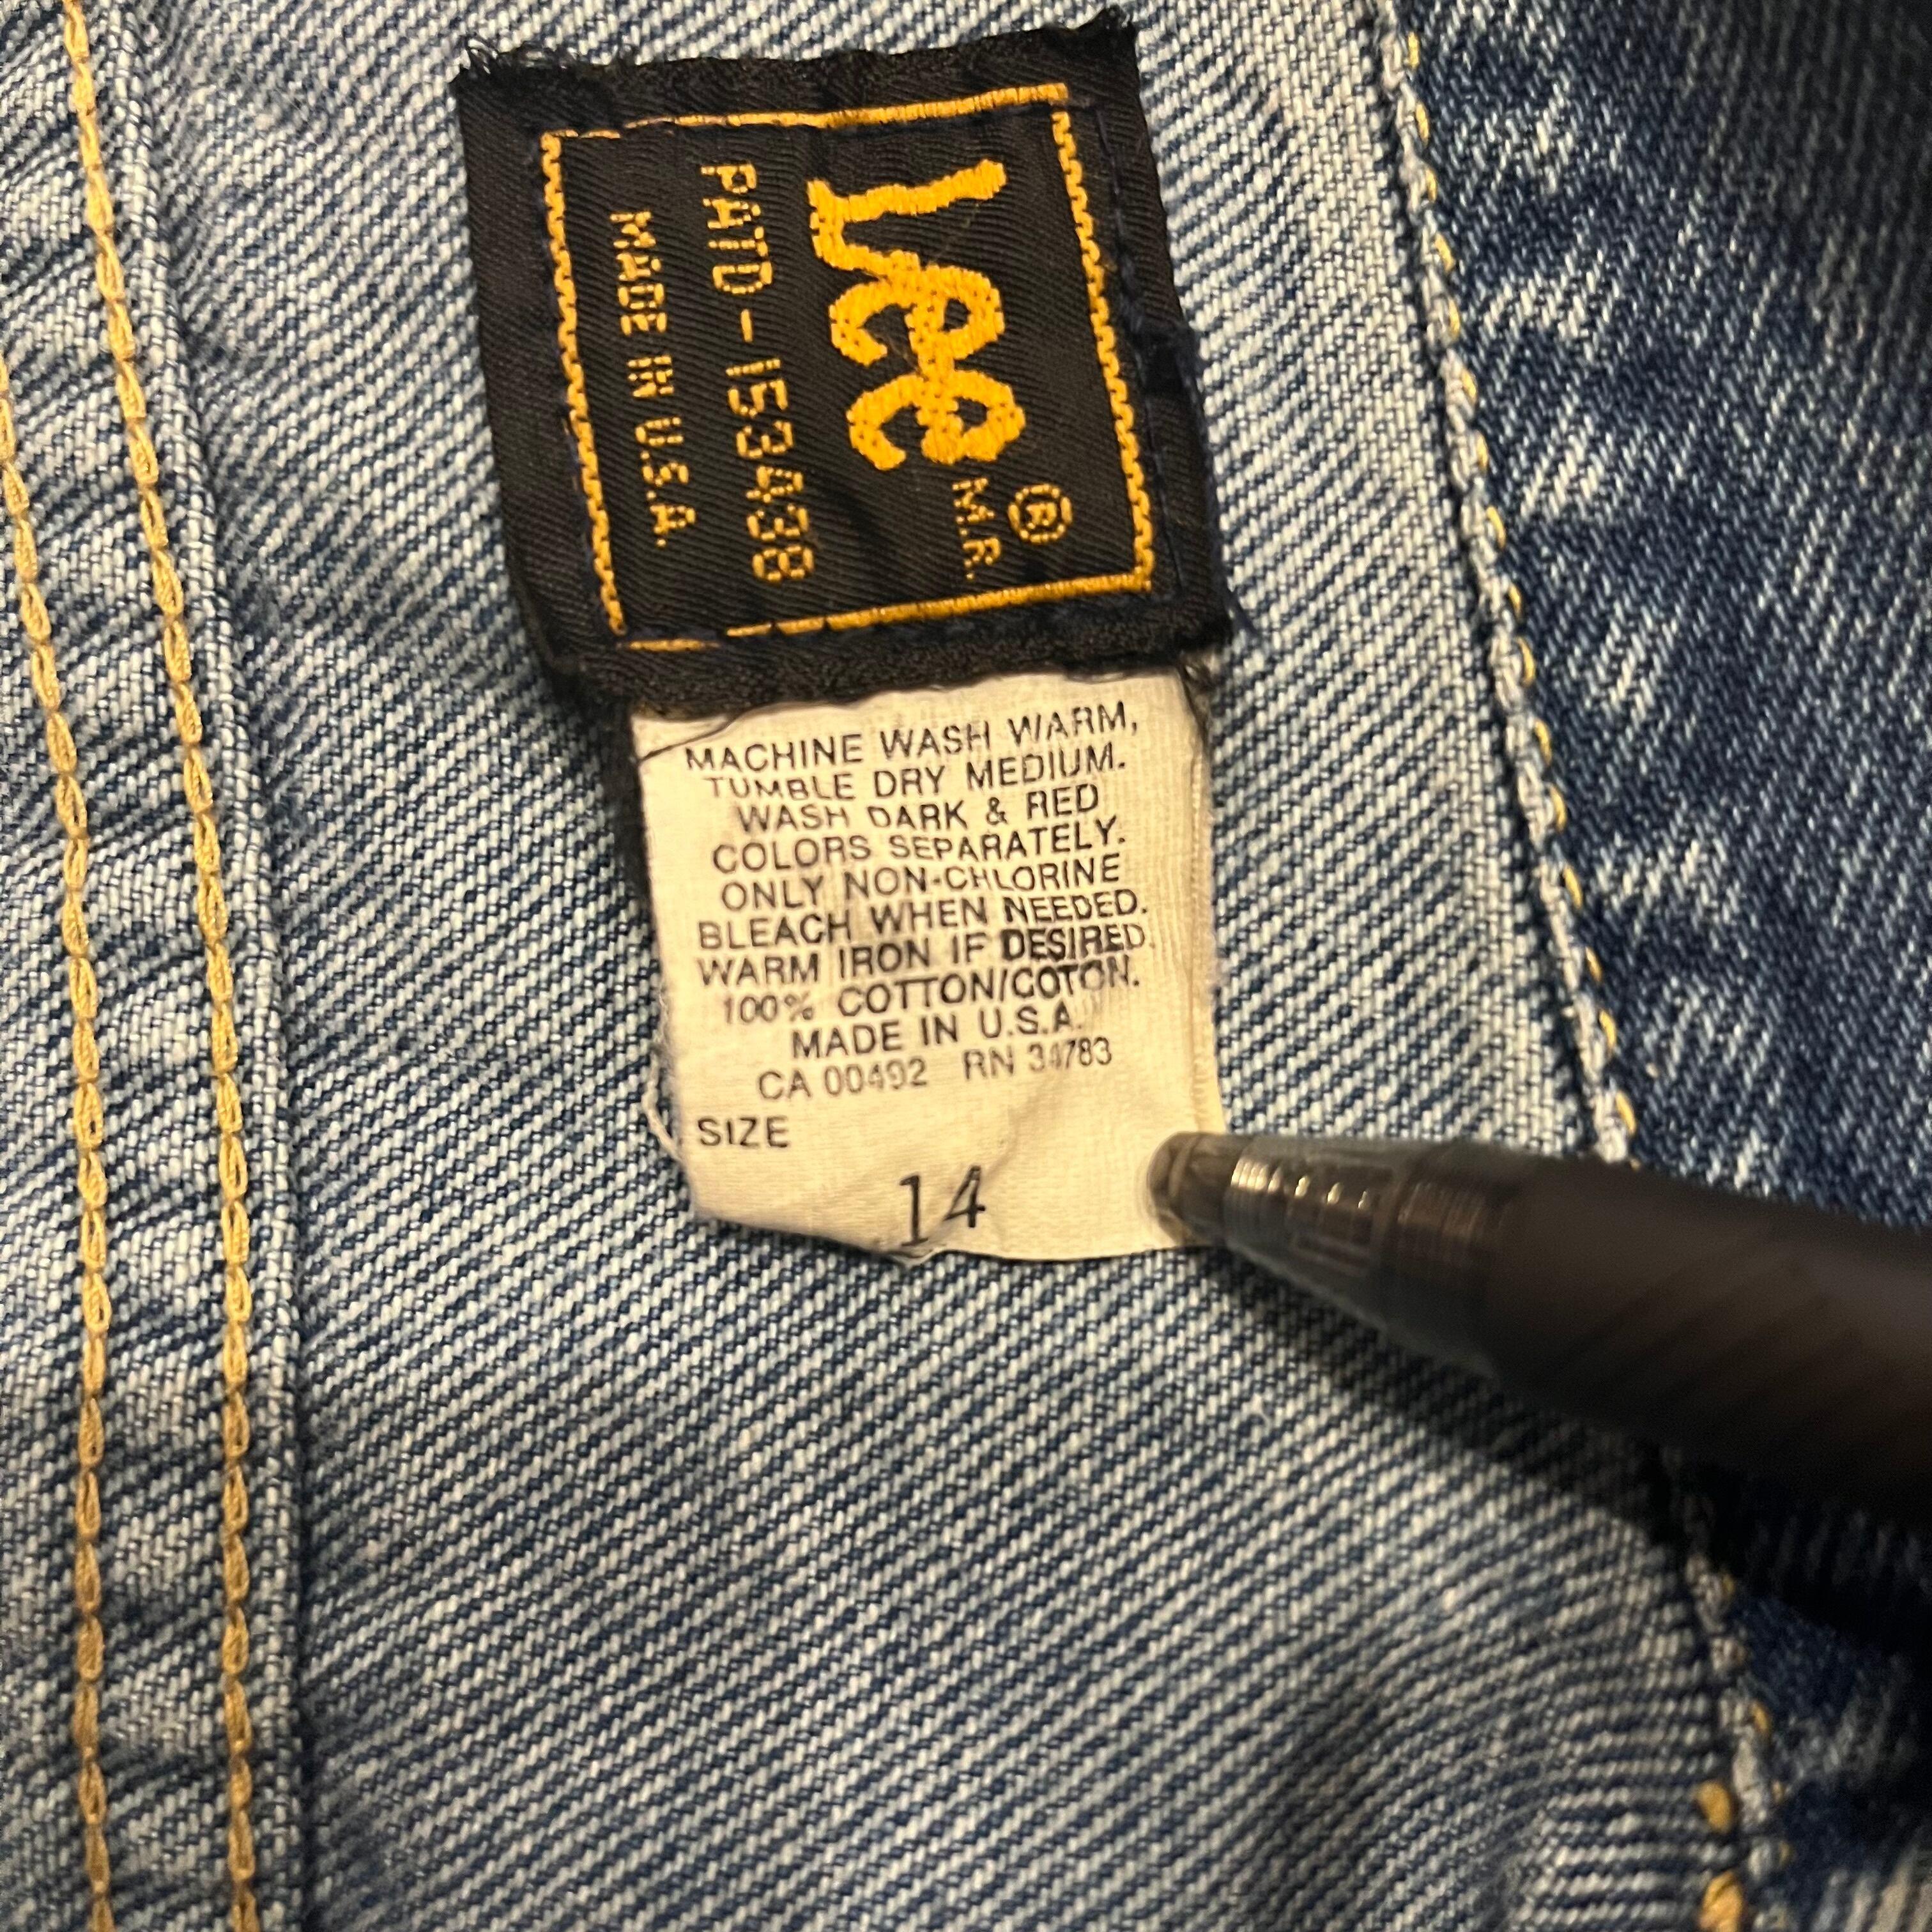 Lee®
M.R.
PATD-153438
MADE IN U.S.A.
MACHINE WASH WARM,
TUMBLE DRY MEDIUM.
WASH DARK & RED
COLORS SEPARATELY.
ONLY NON-CHLORINE
BLEACH WHEN NEEDED.
WARM IRON IF DESIRED.
100% COTTON/COTON.
MADE IN U.S.A.
CA 00492 RN 34783
SIZE
14